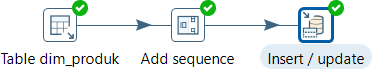 Table dim_produk
Add sequence
Insert / update